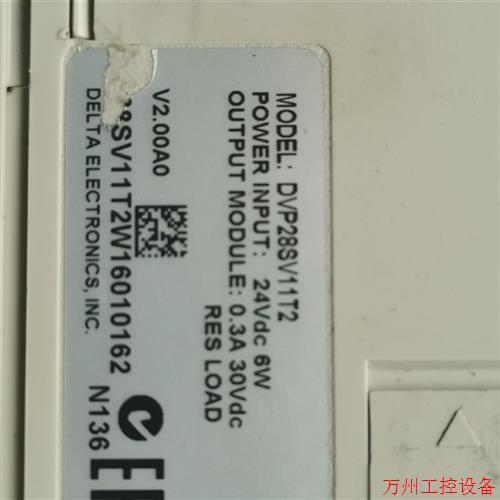 MODEL: DVP28SV11T2
POWER INPUT: 24Vdc 6W
OUTPUT MODULE: 0.3A 30Vdc
RES LOAD
V2.00A0
8SV11T2W16010162
DELTA ELECTRONICS, INC.
N136
万州工控设备